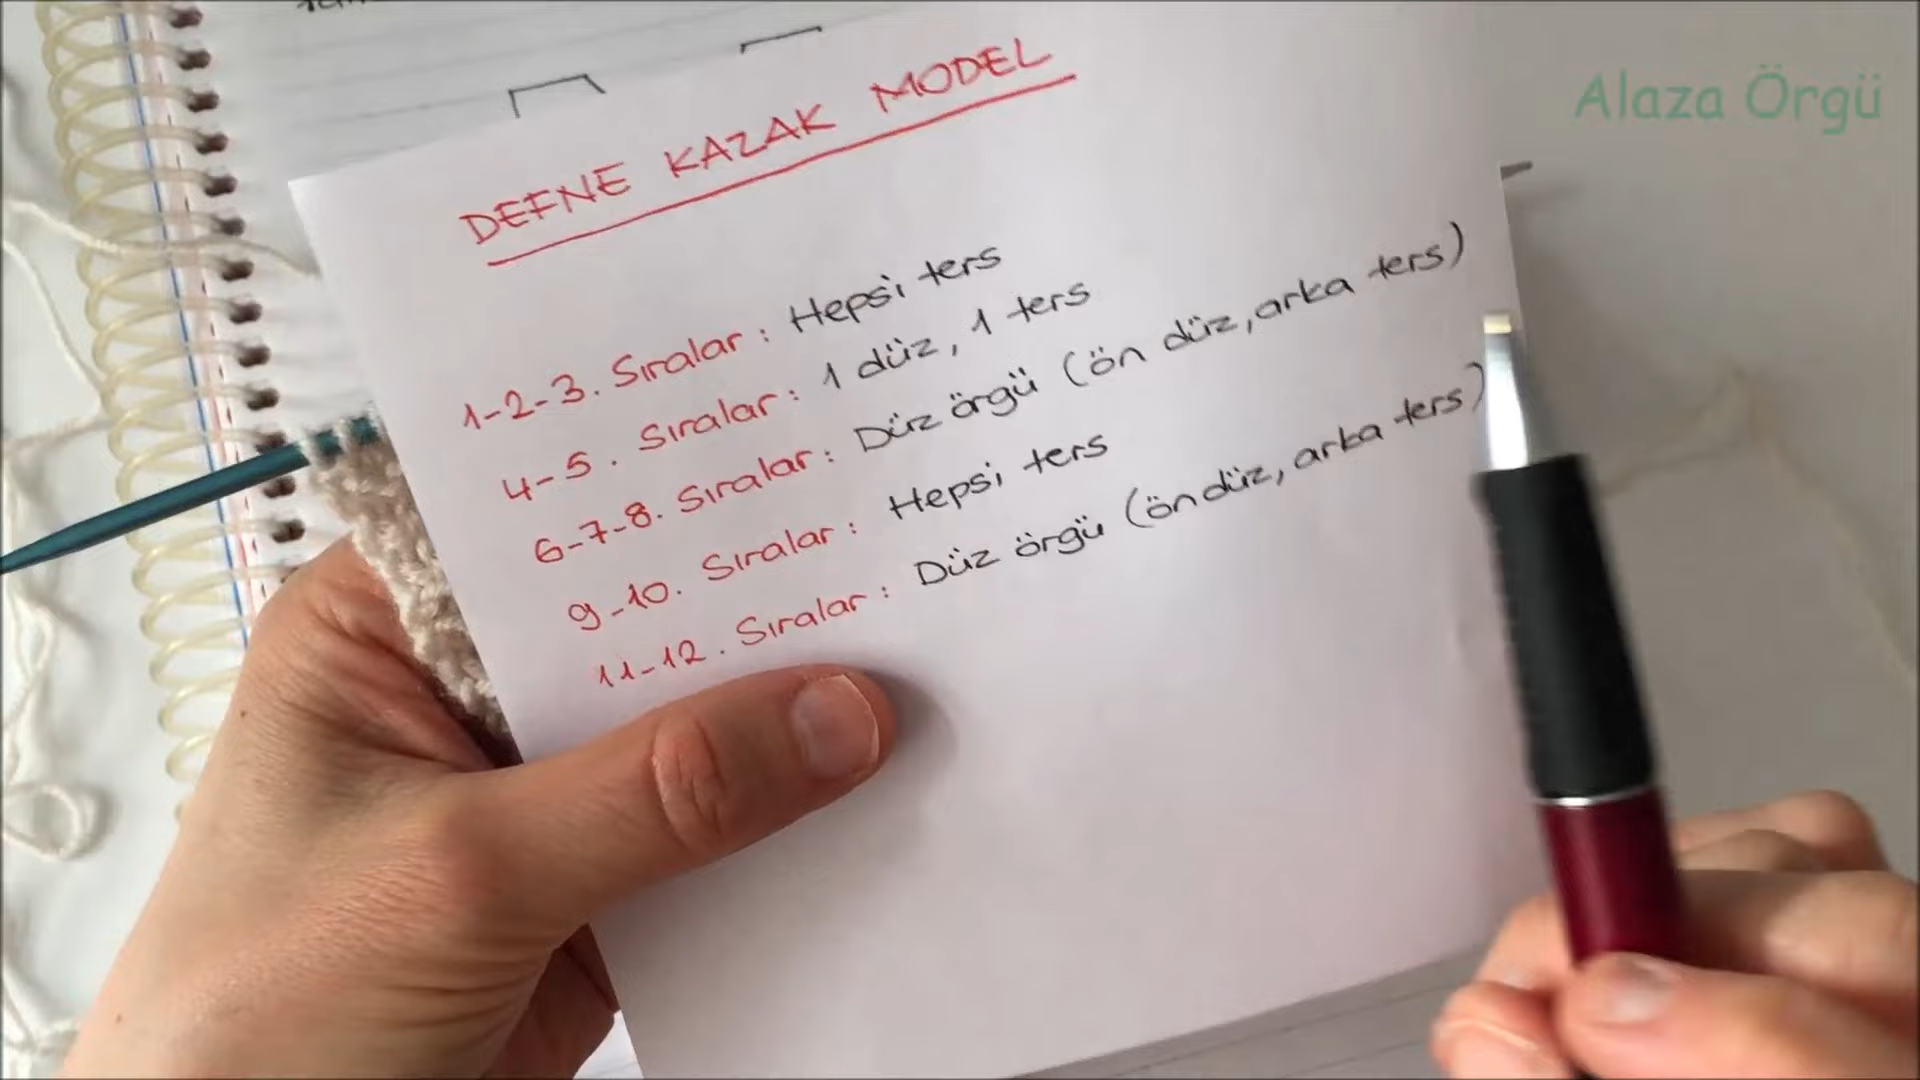 Alaza Örgü
DEFNE KAZAK MODEL
1-2-3. Sıralar: Hepsi ters
4-5. Sıralar: 1 düz, 1 ters
6-7-8. Sıralar: Düz örgü (ön düz, arka ters)
9-10. Sıralar: Hepsi ters
11-12. Sıralar: Düz örgü (ön düz, arka ters)